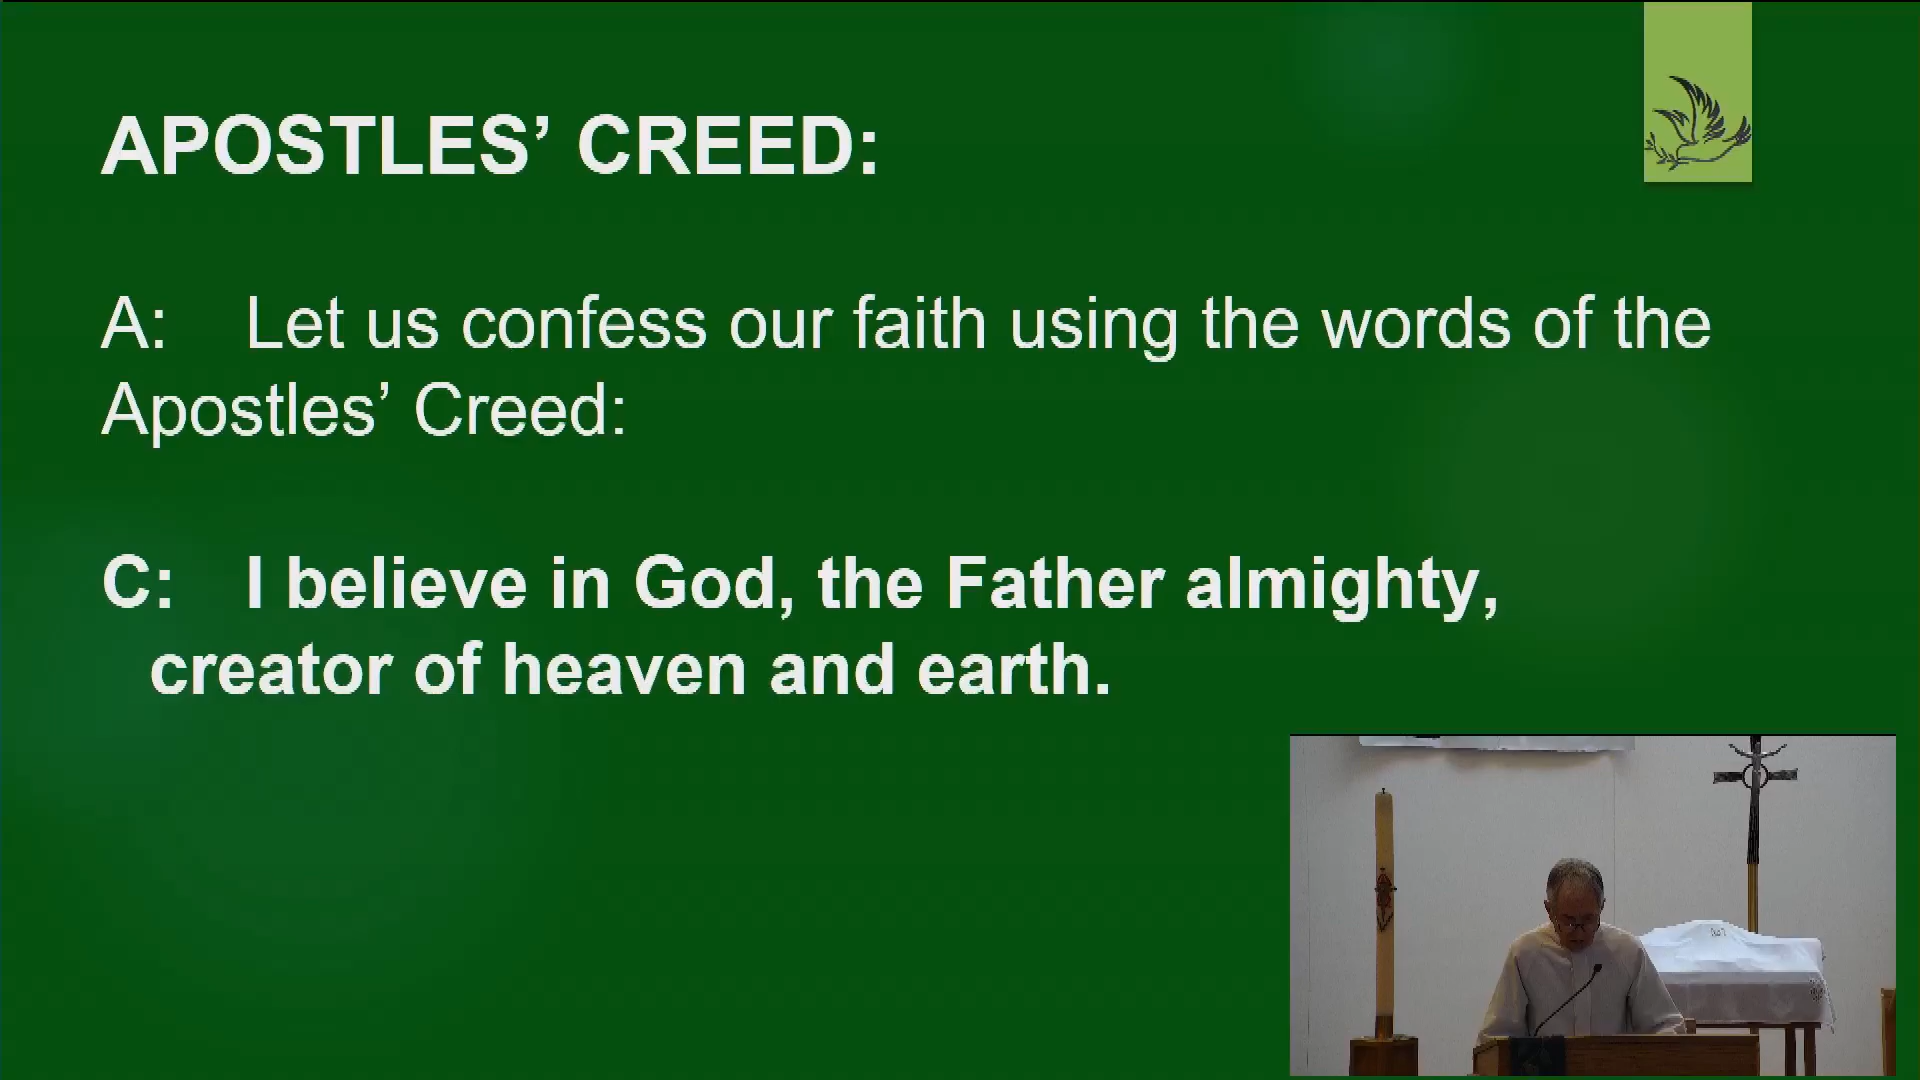 APOSTLES’ CREED:
A: Let us confess our faith using the words of the
Apostles’ Creed:
C: I believe in God, the Father almighty,
creator of heaven and earth.